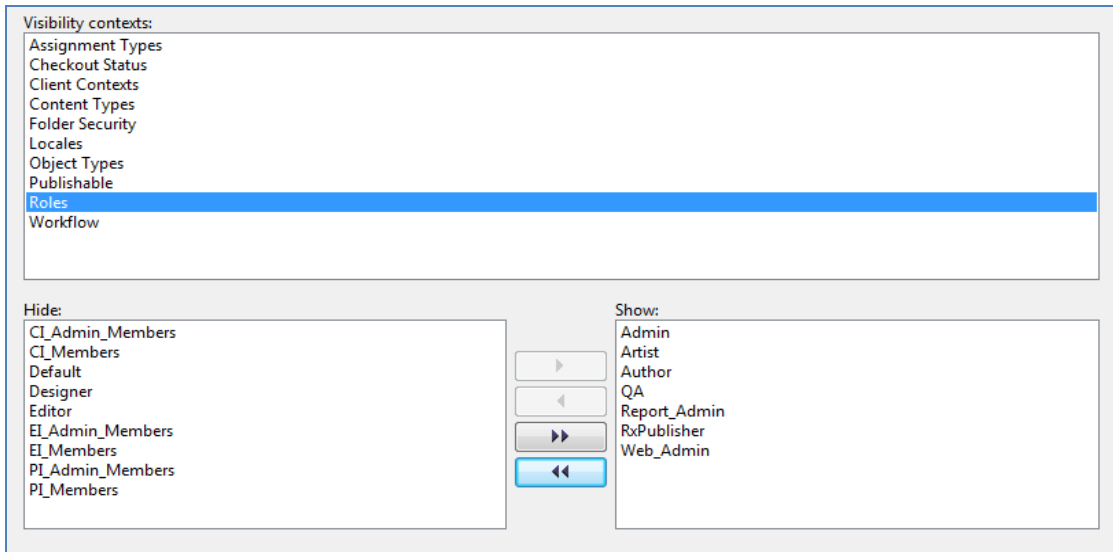 Visibility contexts:
Assignment Types
Checkout Status
Client Contexts
Content Types
Folder Security
Locales
Object Types
Publishable
Roles
Workflow
Hide:
CI_Admin_Members
CI_Members
Default
Designer
Editor
EI_Admin_Members
EI_Members
PI_Admin_Members
PI_Members
Show:
Admin
Artist
Author
QA
Report_Admin
RxPublisher
Web_Admin